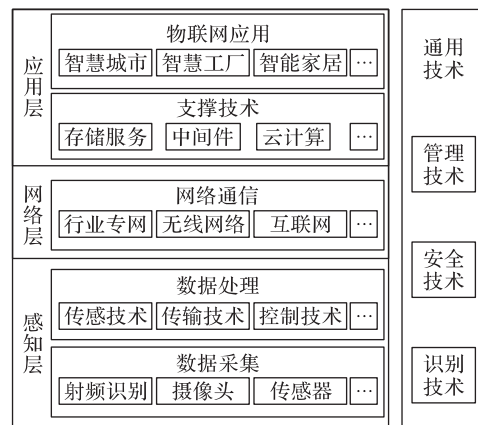 应用层
物联网应用
智慧城市 智慧工厂 智能家居 …
支撑技术
存储服务 中间件 云计算 …
网络层
网络通信
行业专网 无线网络 互联网 …
感知层
数据处理
传感技术 传输技术 控制技术 …
数据采集
射频识别 摄像头 传感器 …
通用
技术
管理
技术
安全
技术
识别
技术